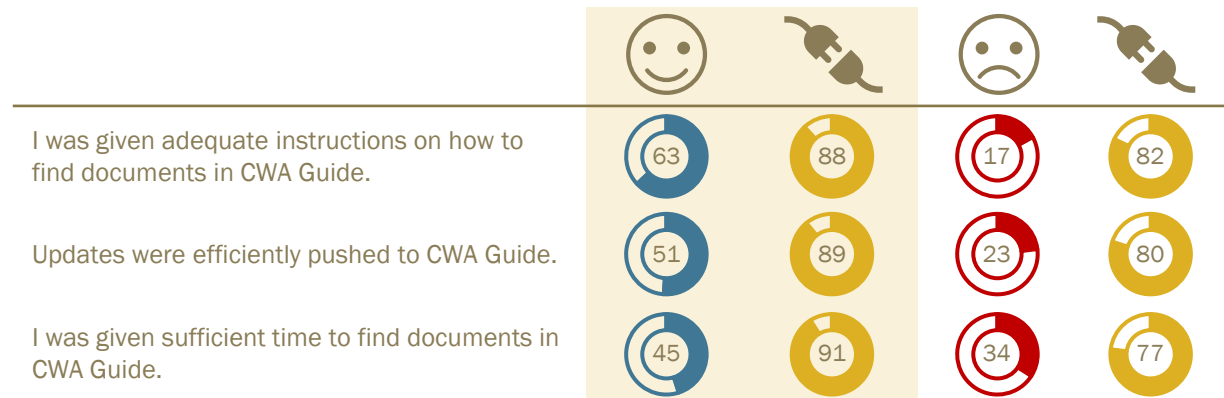 I was given adequate instructions on how to
find documents in CWA Guide.
63 88 17 82
Updates were efficiently pushed to CWA Guide.
51 89 23 80
I was given sufficient time to find documents in
CWA Guide.
45 91 34 77